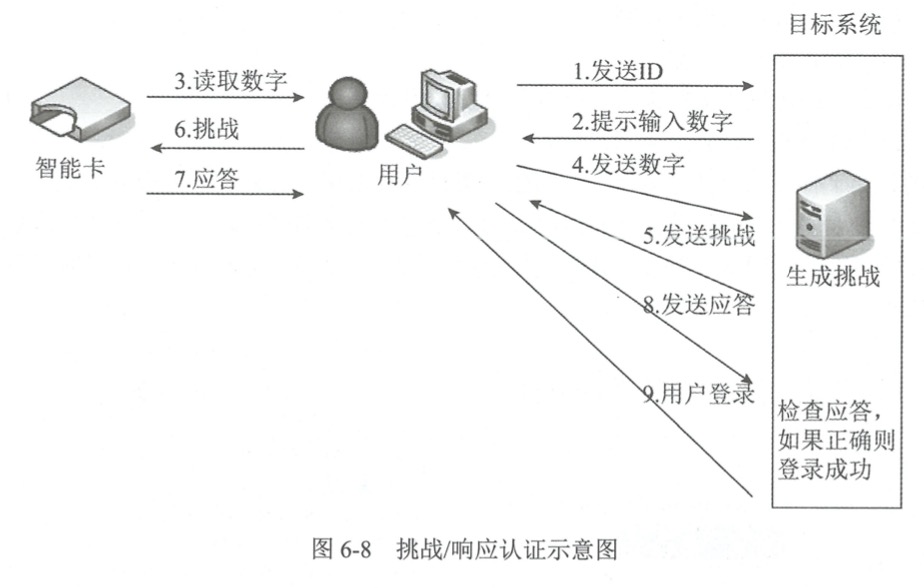 目标系统
3.读取数字
1.发送ID
6.挑战
2.提示输入数字
智能卡
用户
4.发送数字
7.应答
5.发送挑战
生成挑战
8.发送应答
9.用户登录
检查应答，
如果正确则
登录成功
图 6-8 挑战/响应认证示意图